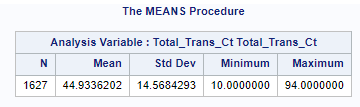 The MEANS Procedure
Analysis Variable : Total_Trans_Ct Total_Trans_Ct
N Mean Std Dev Minimum Maximum
1627 44.9336202 14.5684293 10.0000000 94.0000000